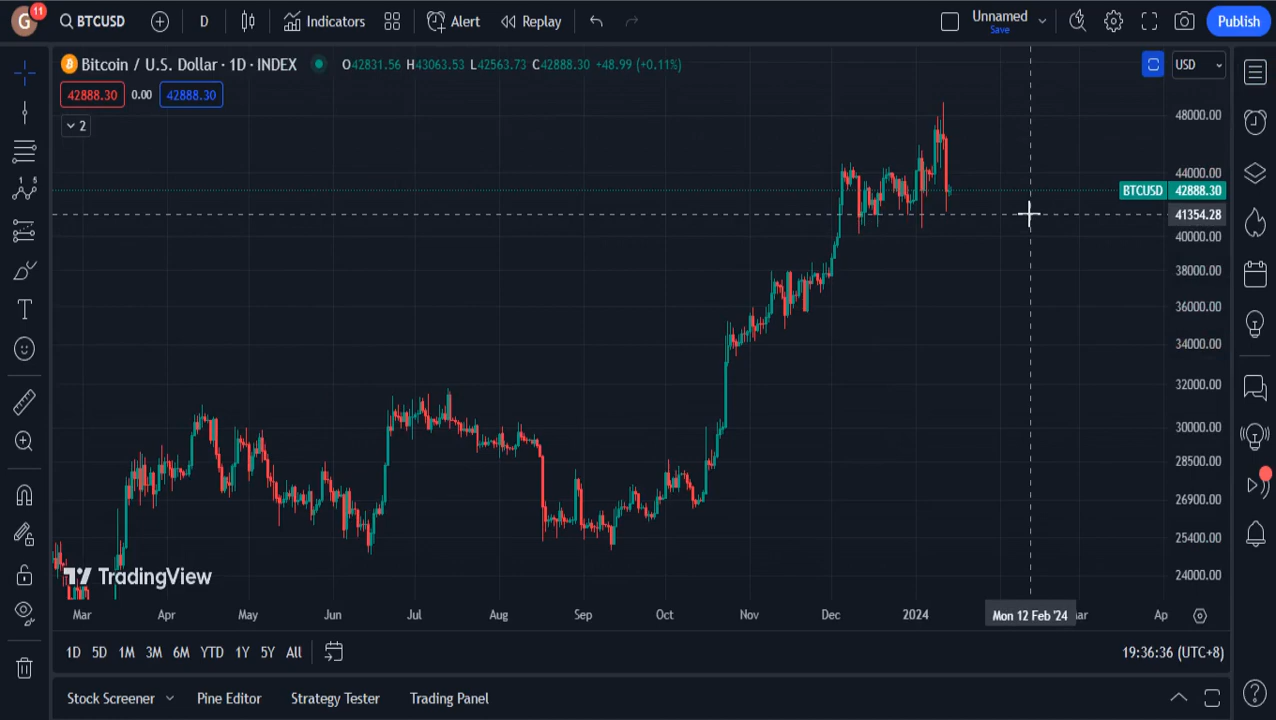 G 11 BTCUSD D Indicators Alert Replay Unnamed Save Publish
Bitcoin / U.S. Dollar · 1D · INDEX O42831.56 H43063.53 L42563.73 C42888.30 +48.99 (+0.11%) USD
42888.30 0.00 42888.30
2
48000.00
44000.00
BTCUSD 42888.30
41354.28
40000.00
38000.00
36000.00
34000.00
32000.00
30000.00
28500.00
26900.00
25400.00
24000.00
TradingView
Mar Apr May Jun Jul Aug Sep Oct Nov Dec 2024 Mon 12 Feb '24 ar Ap
1D 5D 1M 3M 6M YTD 1Y 5Y All 19:36:36 (UTC+8)
Stock Screener Pine Editor Strategy Tester Trading Panel